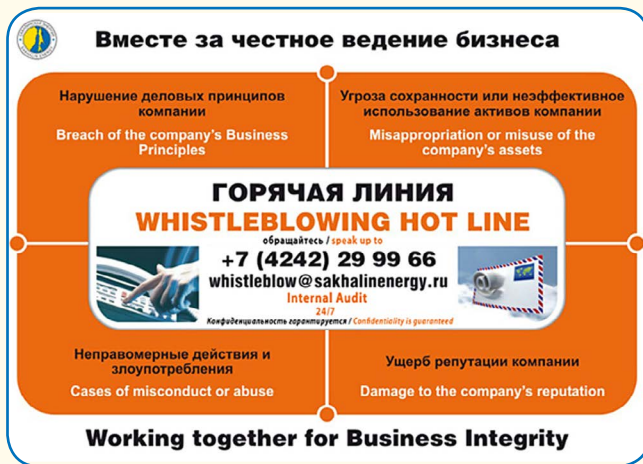 Вместе за честное ведение бизнеса
Нарушение деловых принципов
компании
Breach of the company's Business
Principles
Угроза сохранности или неэффективное
использование активов компании
Misappropriation or misuse of the
company's assets
ГОРЯЧАЯ ЛИНИЯ
WHISTLEBLOWING HOT LINE
обращайтесь / speak up to
+7 (4242) 29 99 66
whistleblow@sakhalinenergy.ru
Internal Audit
24/7
Конфиденциальность гарантируется / Confidentiality is guaranteed
Неправомерные действия и
злоупотребления
Cases of misconduct or abuse
Ущерб репутации компании
Damage to the company's reputation
Working together for Business Integrity